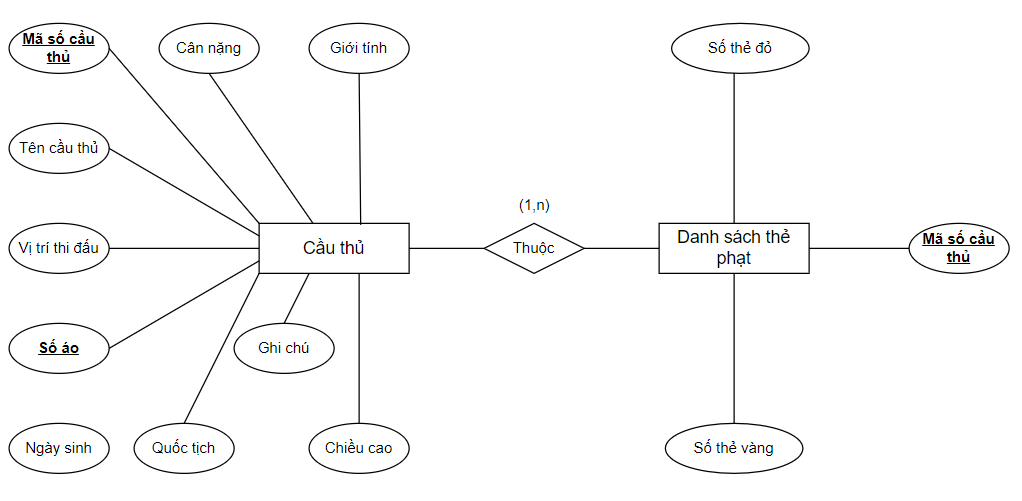 Mã số cầu
thủ
Cân nặng
Giới tính
Số thẻ đỏ
Tên cầu thủ
(1,n)
Vị trí thi đấu
Cầu thủ
Thuộc
Danh sách thẻ
phạt
Mã số cầu
thủ
Số áo
Ghi chú
Ngày sinh
Quốc tịch
Chiều cao
Số thẻ vàng